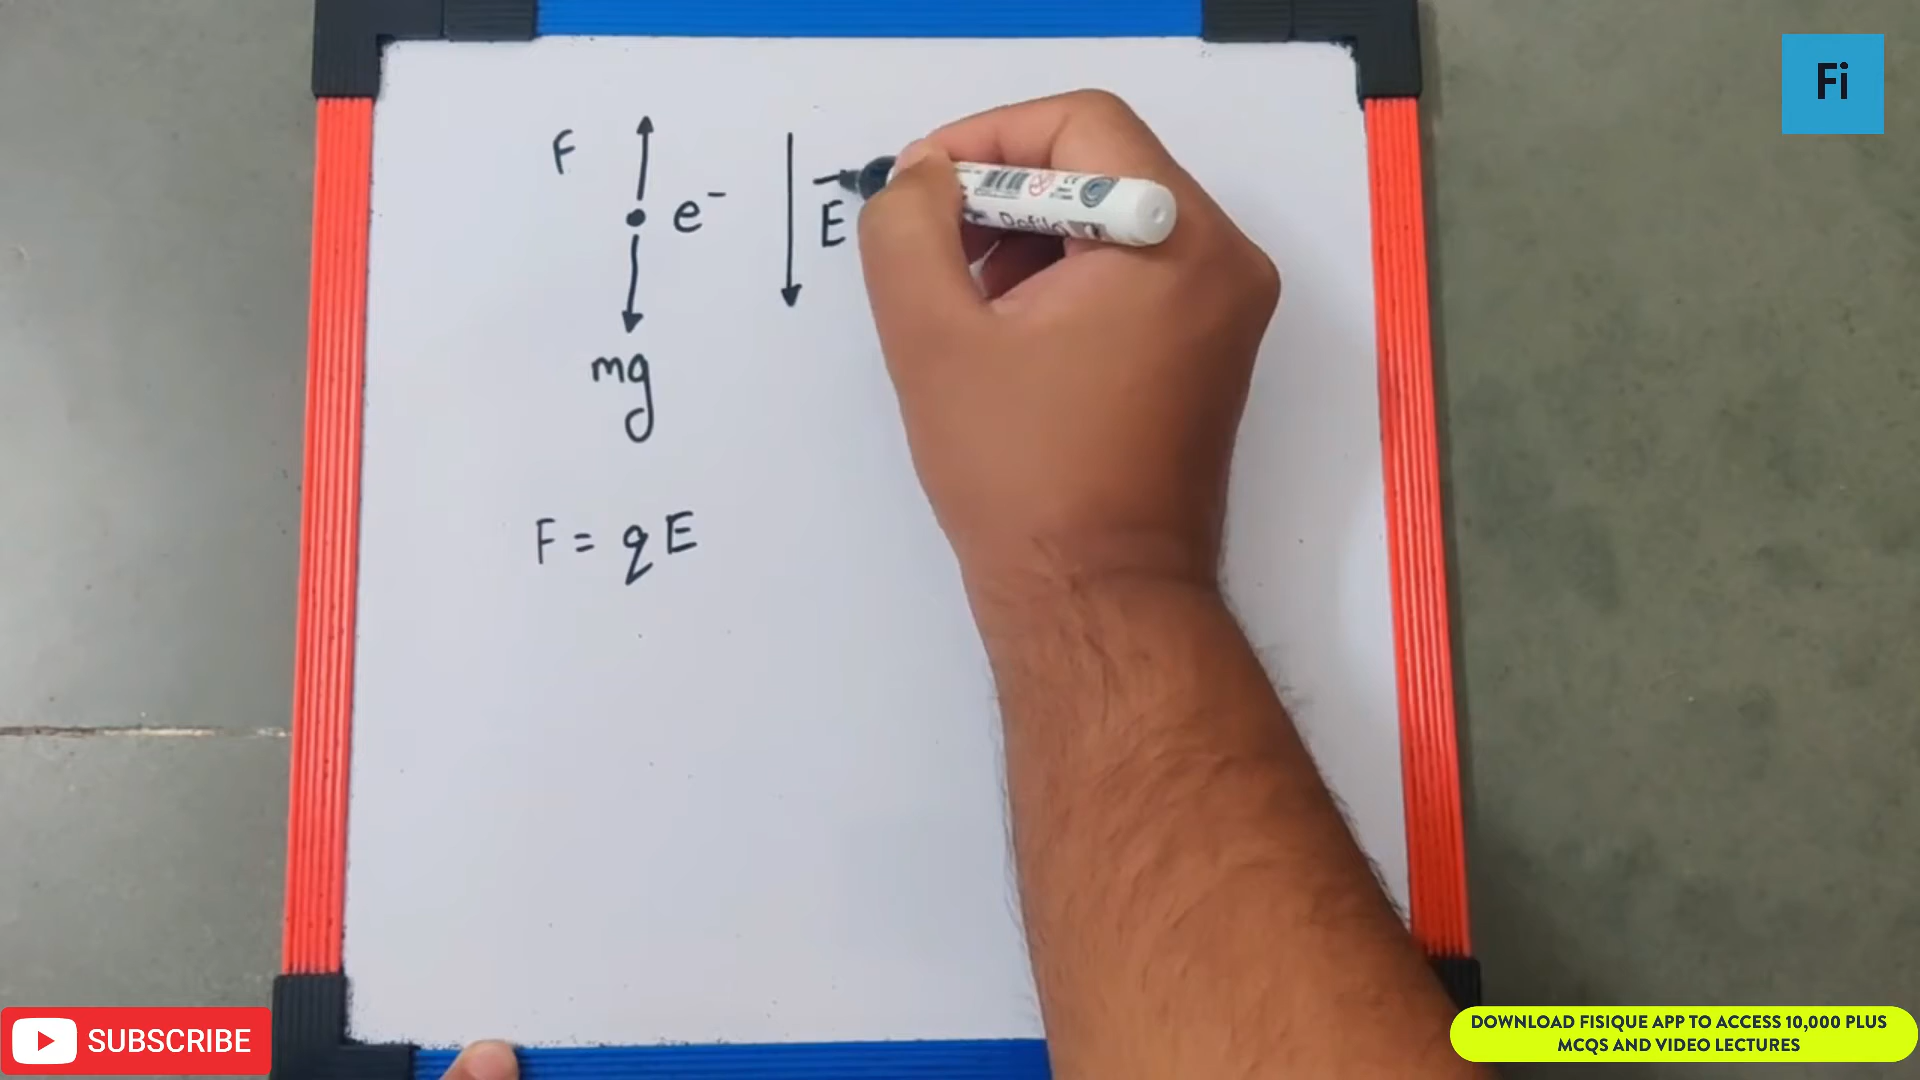 Fi
F
e⁻
E
mg
F = qE
SUBSCRIBE
DOWNLOAD FISIQUE APP TO ACCESS 10,000 PLUS
MCQS AND VIDEO LECTURES